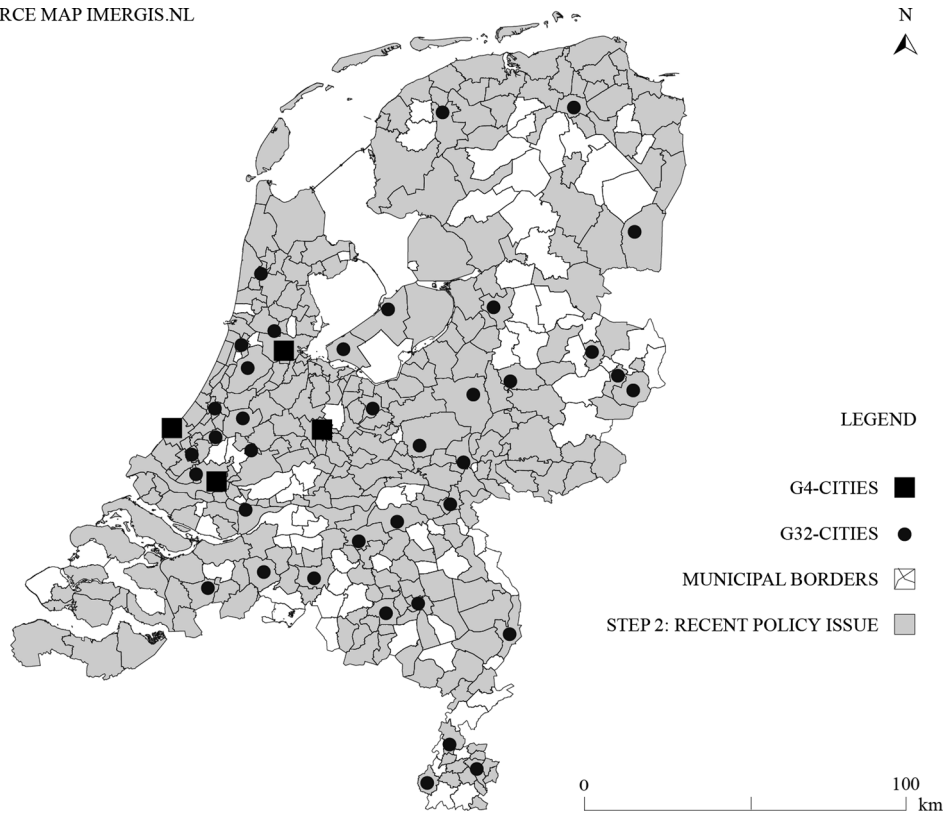 RCE MAP IMERGIS.NL
N
LEGEND
G4-CITIES
G32-CITIES
MUNICIPAL BORDERS
STEP 2: RECENT POLICY ISSUE
0 100
km